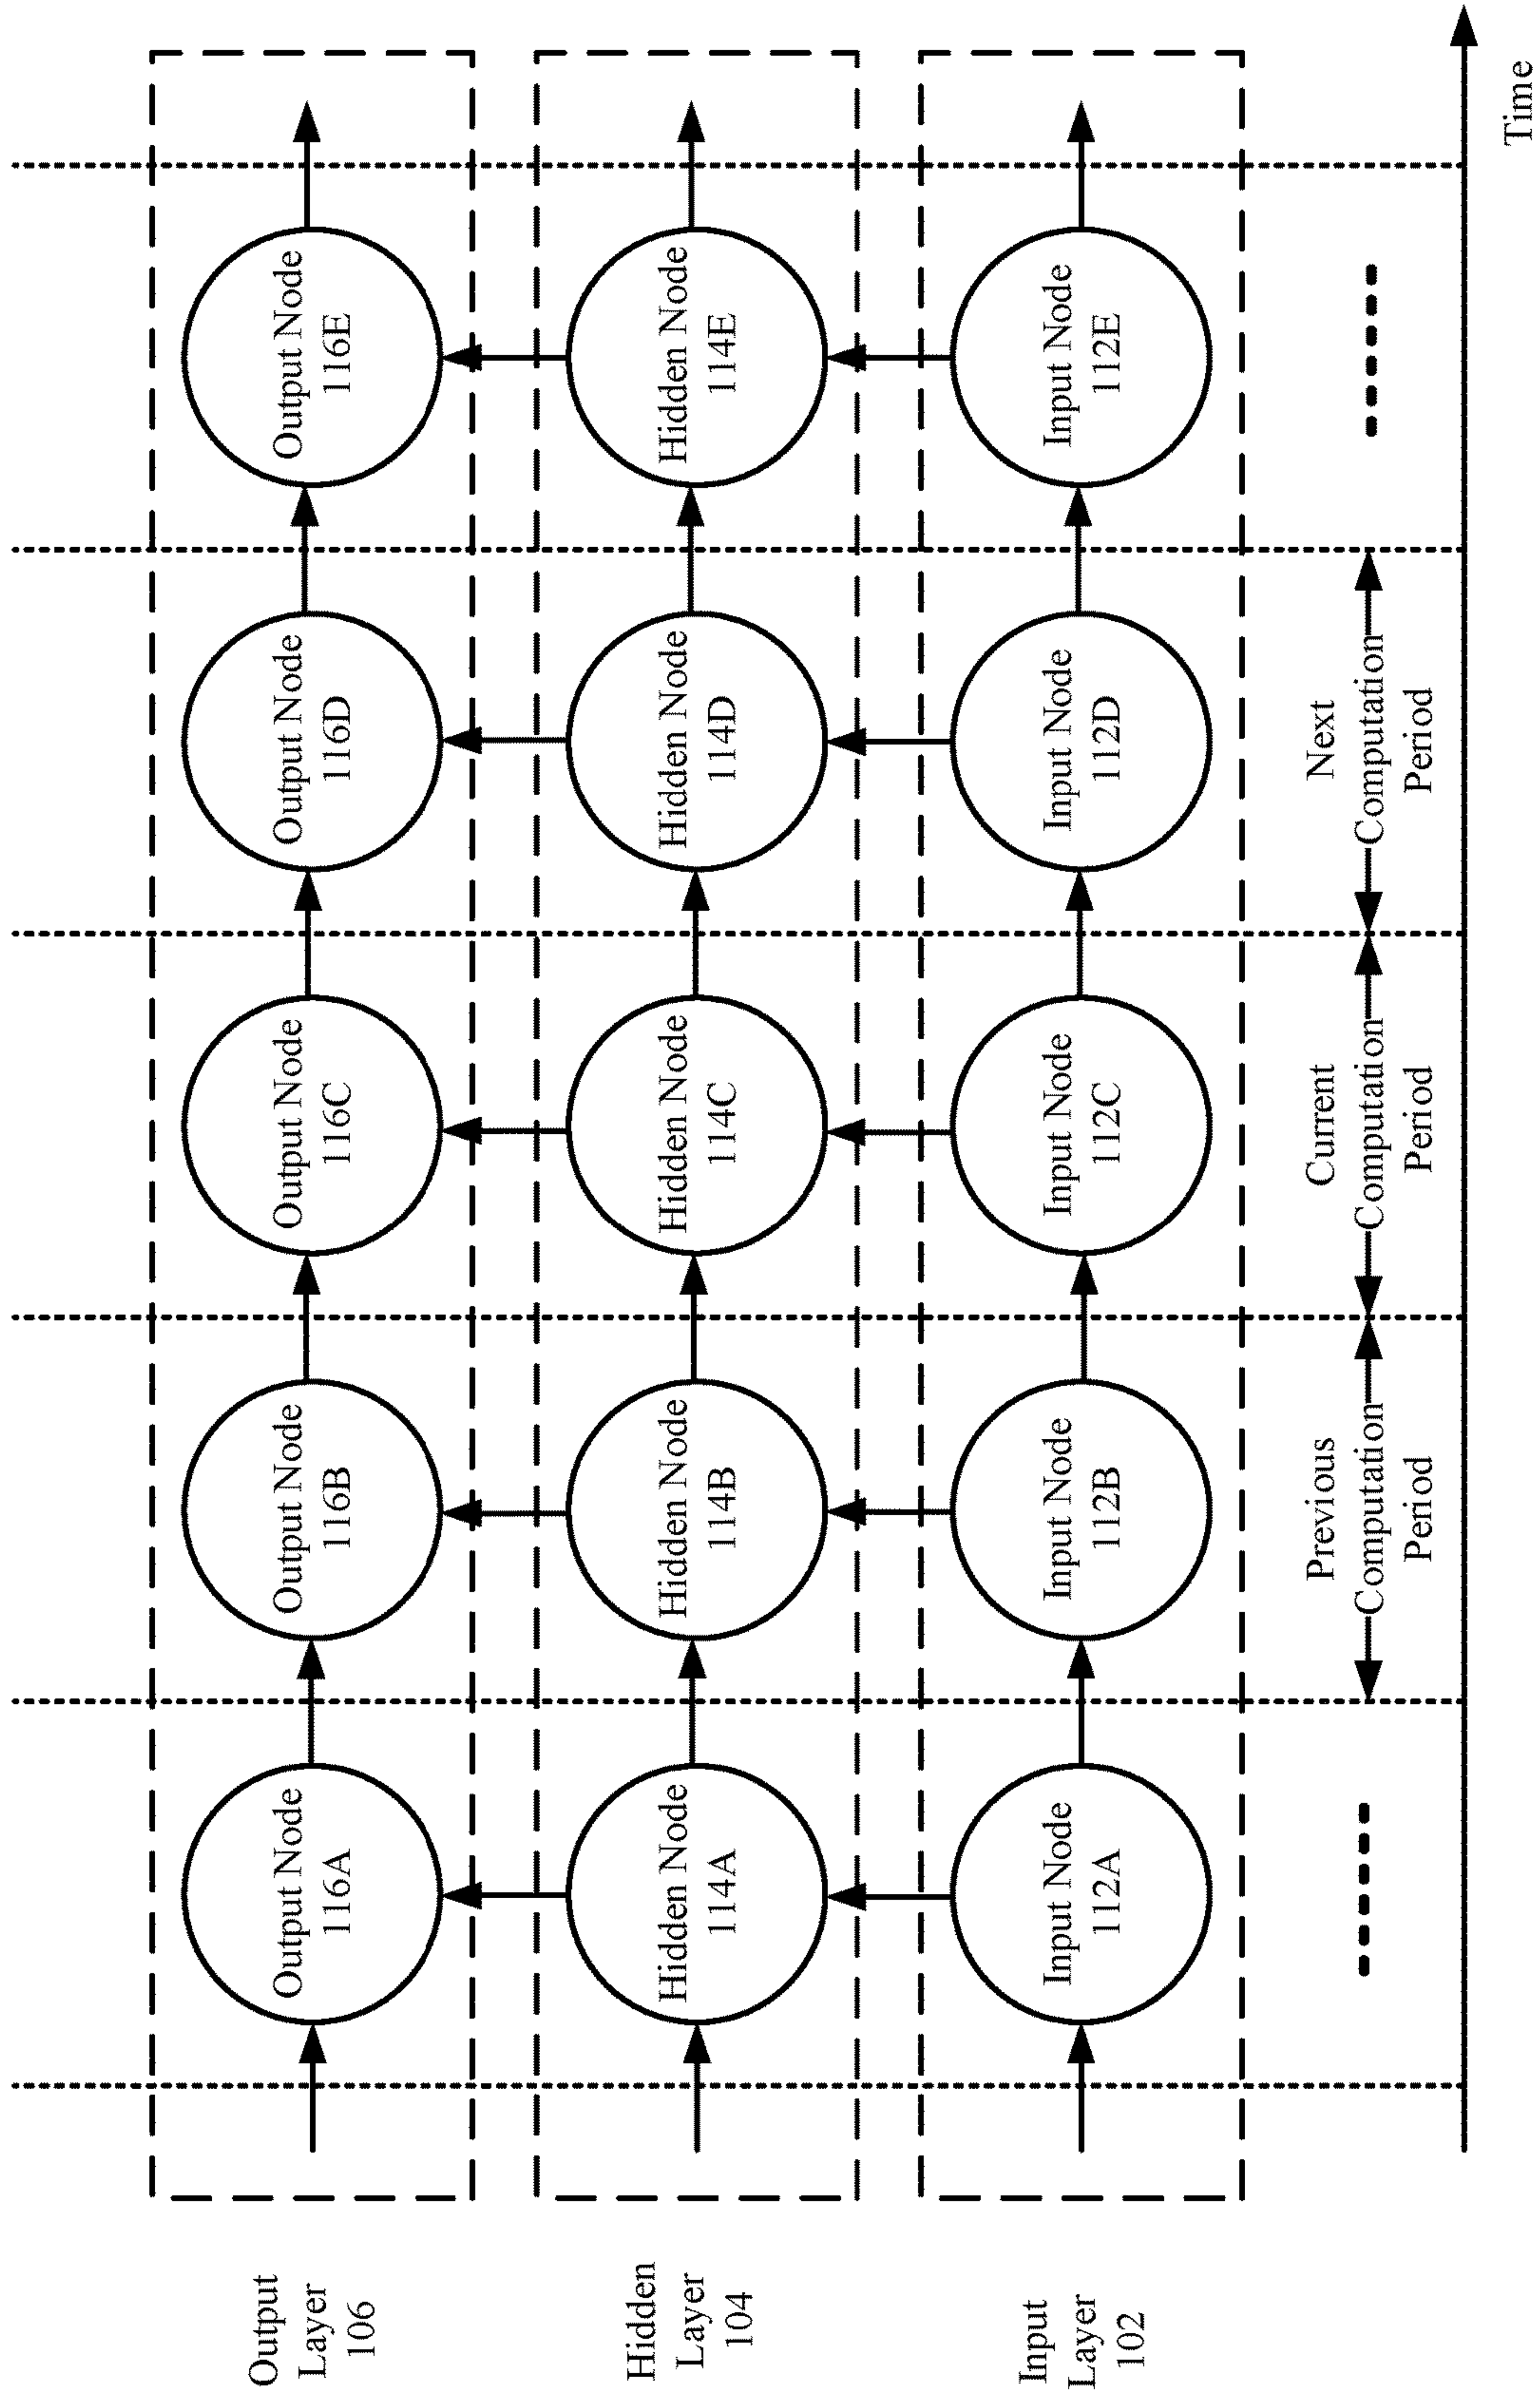 Output
Layer
106
Output Node
116A
Output Node
116B
Output Node
116C
Output Node
116D
Output Node
116E
Hidden
Layer
104
Hidden Node
114A
Hidden Node
114B
Hidden Node
114C
Hidden Node
114D
Hidden Node
114E
Input
Layer
102
Input Node
112A
Input Node
112B
Input Node
112C
Input Node
112D
Input Node
112E
Previous
Computation
Period
Current
Computation
Period
Next
Computation
Period
Time